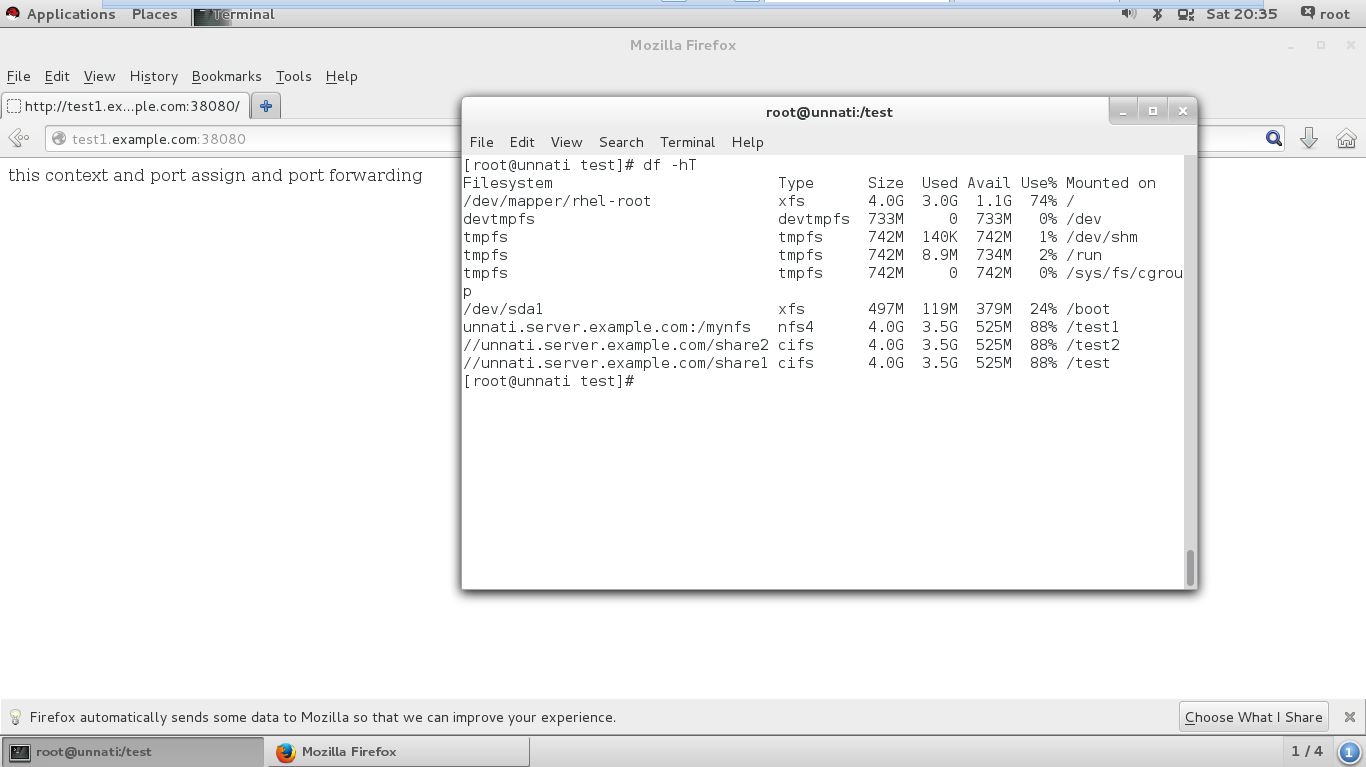 Applications Places Terminal Sat 20:35 root
Mozilla Firefox
File Edit View History Bookmarks Tools Help
http://test1.ex...ple.com:38080/
test1.example.com:38080
this context and port assign and port forwarding
root@unnati:/test
File Edit View Search Terminal Help
[root@unnati test]# df -hT
Filesystem Type Size Used Avail Use% Mounted on
/dev/mapper/rhel-root xfs 4.0G 3.0G 1.1G 74% /
devtmpfs devtmpfs 733M 0 733M 0% /dev
tmpfs tmpfs 742M 140K 742M 1% /dev/shm
tmpfs tmpfs 742M 8.9M 734M 2% /run
tmpfs tmpfs 742M 0 742M 0% /sys/fs/cgrou
p
/dev/sda1 xfs 497M 119M 379M 24% /boot
unnati.server.example.com:/mynfs nfs4 4.0G 3.5G 525M 88% /test1
//unnati.server.example.com/share2 cifs 4.0G 3.5G 525M 88% /test2
//unnati.server.example.com/share1 cifs 4.0G 3.5G 525M 88% /test
[root@unnati test]#
Firefox automatically sends some data to Mozilla so that we can improve your experience.
Choose What I Share
root@unnati:/test Mozilla Firefox 1 / 4 1